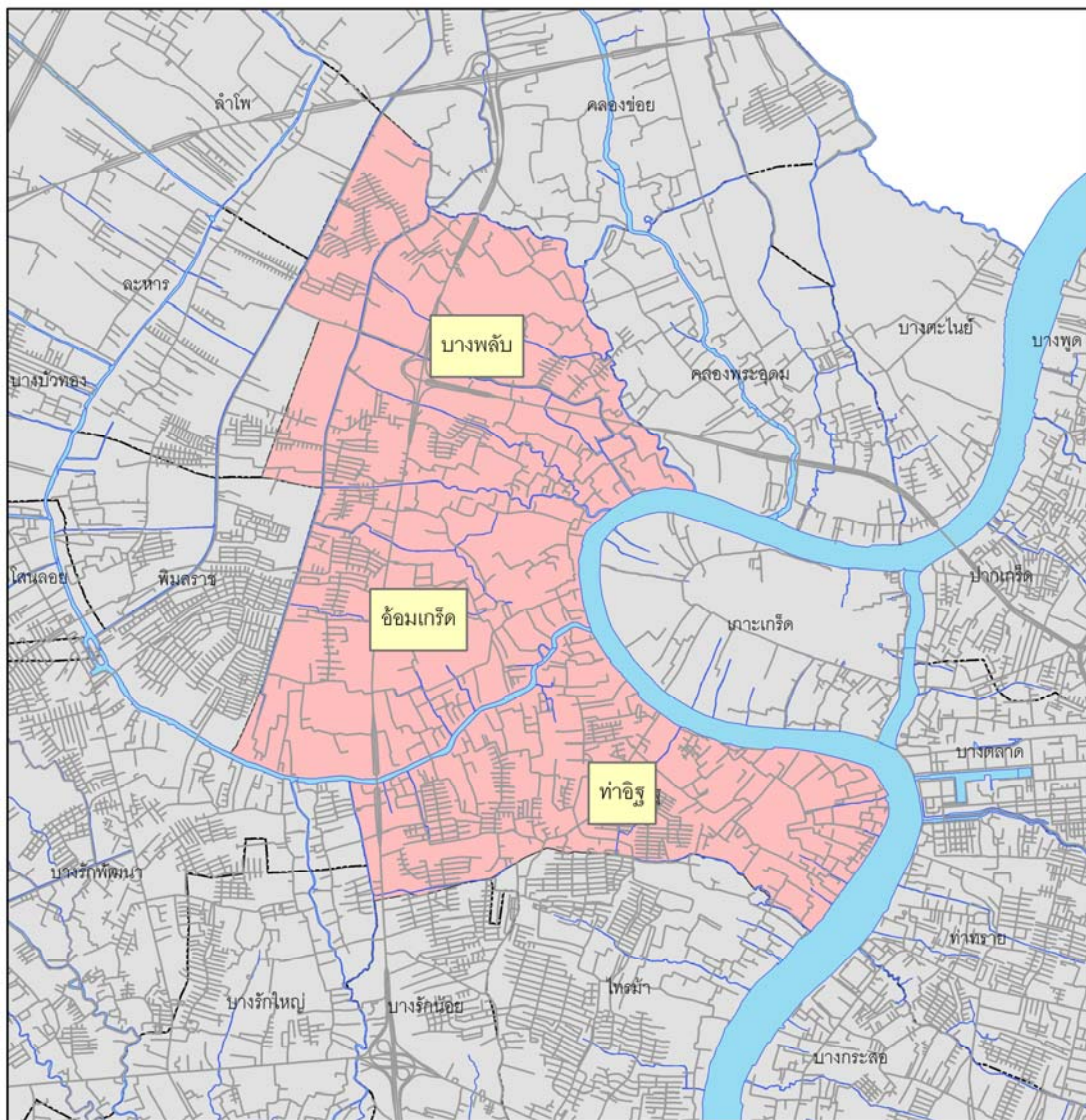 ลำโพ
คลองข่อย
ละหาร
บางตะไนย์
บางพูด
บางพลับ
คลองพระอุดม
บางบัวทอง
โสนลอย
พิมลราช
ปากเกร็ด
อ้อมเกร็ด
เกาะเกร็ด
บางตลาด
ท่าอิฐ
บางรักพัฒนา
ท่าทราย
ไทรม้า
บางรักใหญ่
บางรักน้อย
บางกระสอ